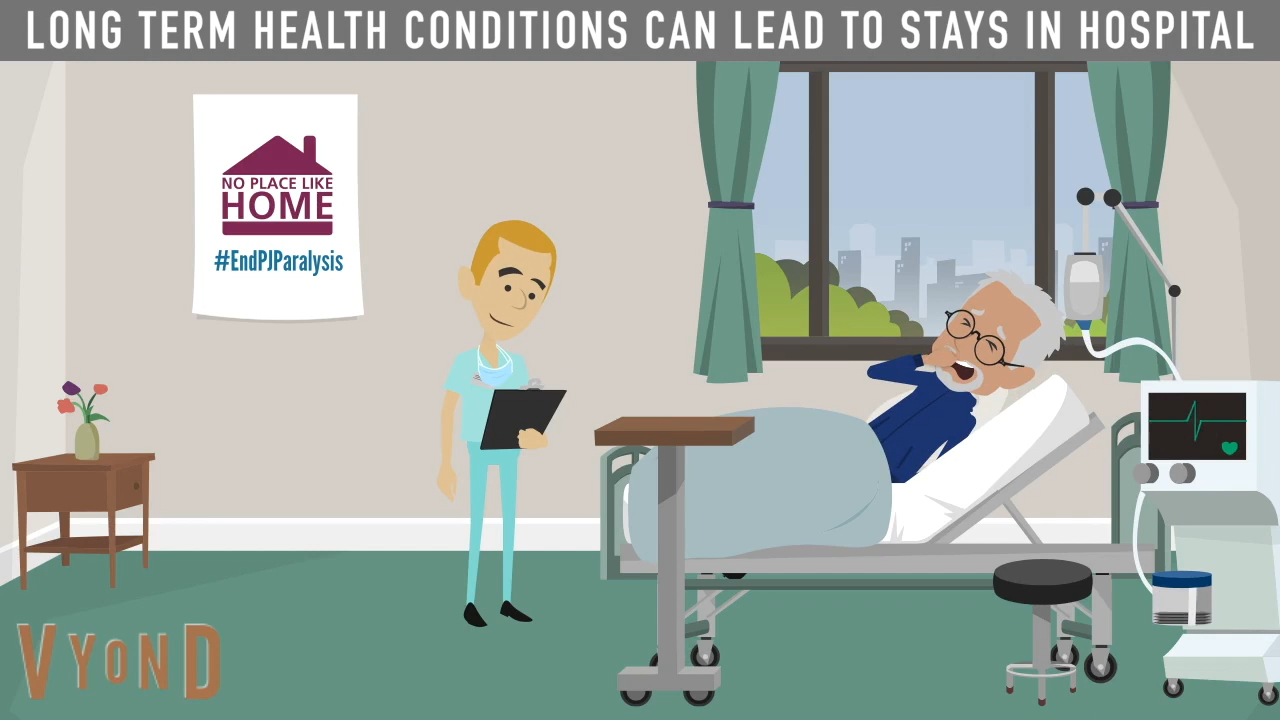 LONG TERM HEALTH CONDITIONS CAN LEAD TO STAYS IN HOSPITAL
NO PLACE LIKE
HOME
#EndPJParalysis
VYOND